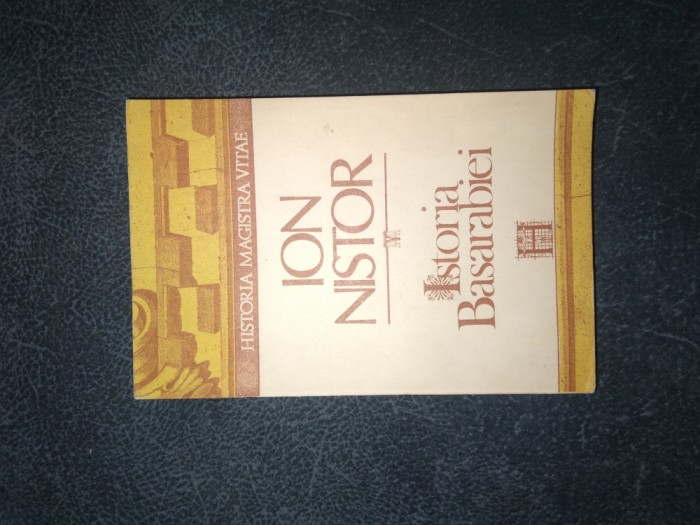 HISTORIA MAGISTRA VITAE
ION
NISTOR
Istoria
Basarabiei
H